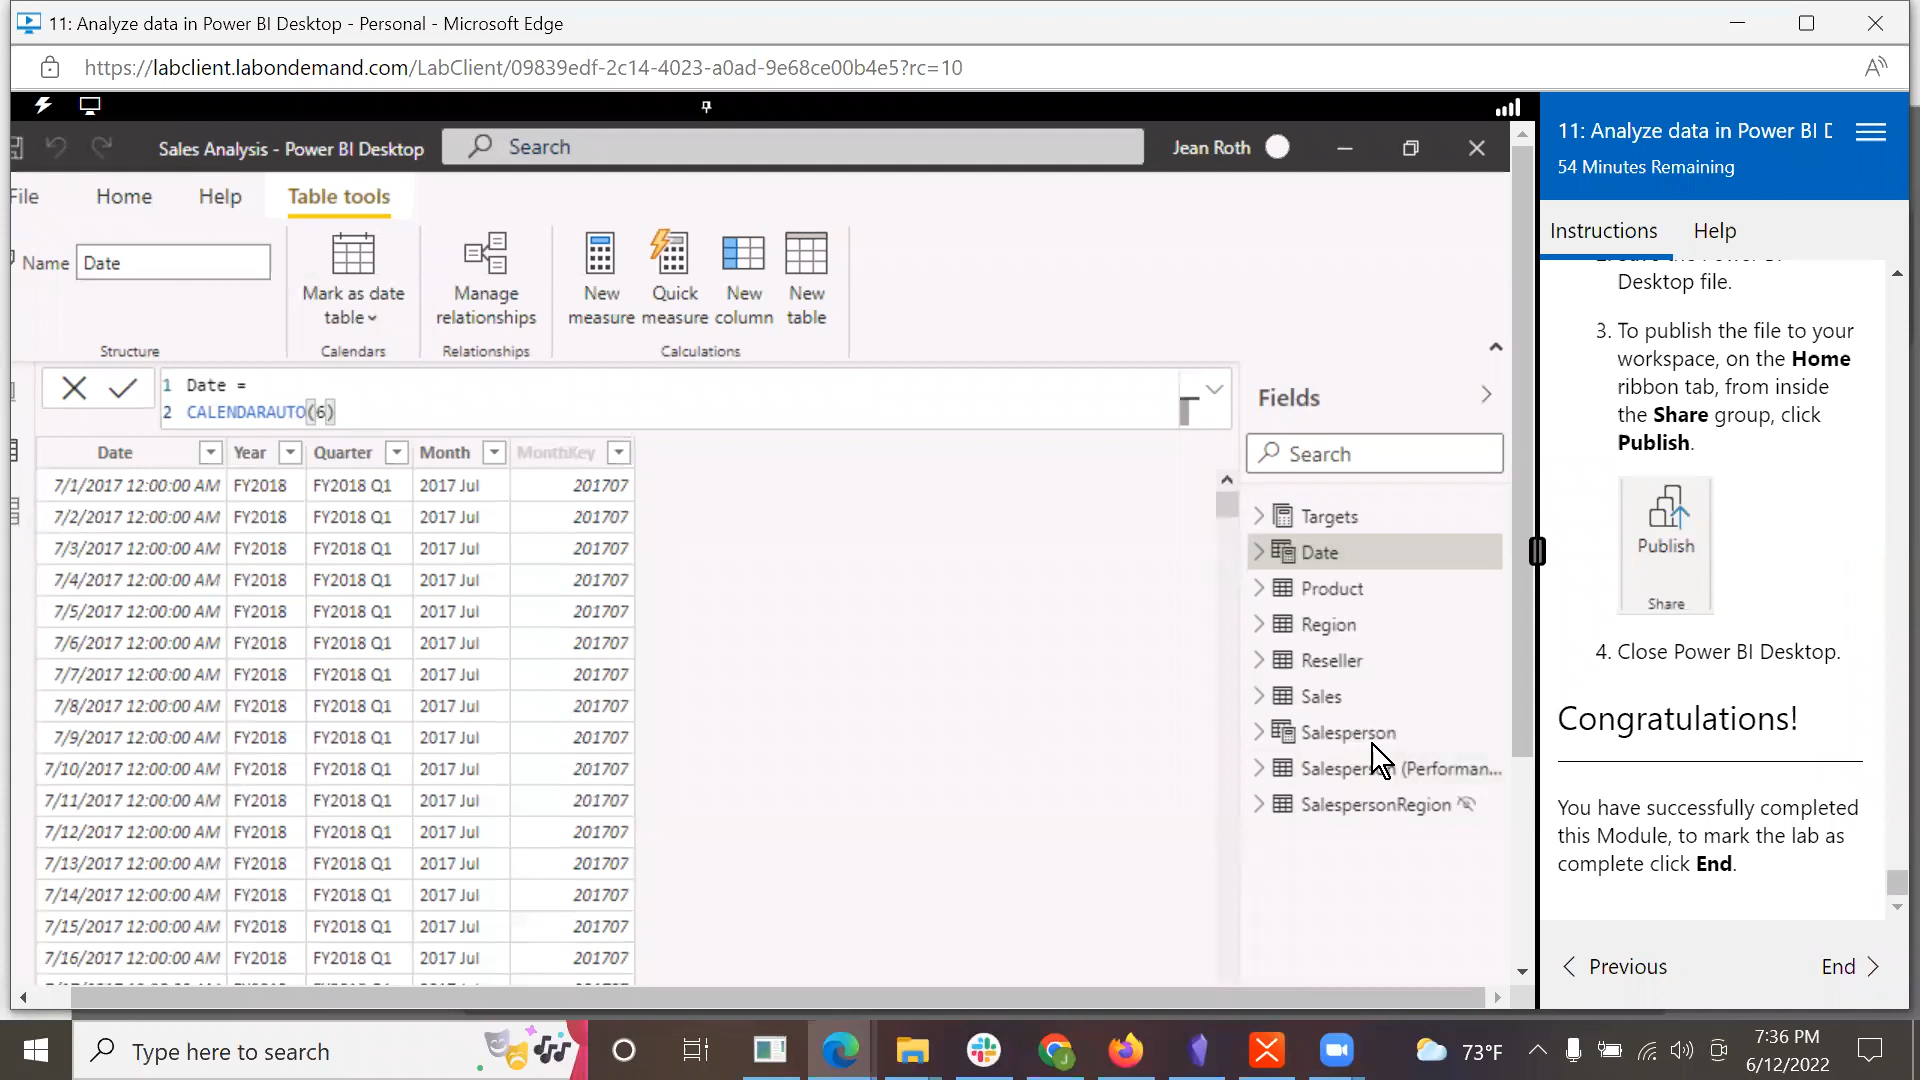 11: Analyze data in Power BI Desktop - Personal - Microsoft Edge
https://labclient.labondemand.com/LabClient/09839edf-2c14-4023-a0ad-9e68ce00b4e5?rc=10
Sales Analysis - Power BI Desktop
Search
Jean Roth
File
Home
Help
Table tools
Name
Date
Mark as date
table
Manage
relationships
New
measure
Quick
measure
New
column
New
table
Structure
Calendars
Relationships
Calculations
1 Date =
2 CALENDARAUTO(6)
Date Year Quarter Month MonthKey
7/1/2017 12:00:00 AM FY2018 FY2018 Q1 2017 Jul 201707
7/2/2017 12:00:00 AM FY2018 FY2018 Q1 2017 Jul 201707
7/3/2017 12:00:00 AM FY2018 FY2018 Q1 2017 Jul 201707
7/4/2017 12:00:00 AM FY2018 FY2018 Q1 2017 Jul 201707
7/5/2017 12:00:00 AM FY2018 FY2018 Q1 2017 Jul 201707
7/6/2017 12:00:00 AM FY2018 FY2018 Q1 2017 Jul 201707
7/7/2017 12:00:00 AM FY2018 FY2018 Q1 2017 Jul 201707
7/8/2017 12:00:00 AM FY2018 FY2018 Q1 2017 Jul 201707
7/9/2017 12:00:00 AM FY2018 FY2018 Q1 2017 Jul 201707
7/10/2017 12:00:00 AM FY2018 FY2018 Q1 2017 Jul 201707
7/11/2017 12:00:00 AM FY2018 FY2018 Q1 2017 Jul 201707
7/12/2017 12:00:00 AM FY2018 FY2018 Q1 2017 Jul 201707
7/13/2017 12:00:00 AM FY2018 FY2018 Q1 2017 Jul 201707
7/14/2017 12:00:00 AM FY2018 FY2018 Q1 2017 Jul 201707
7/15/2017 12:00:00 AM FY2018 FY2018 Q1 2017 Jul 201707
7/16/2017 12:00:00 AM FY2018 FY2018 Q1 2017 Jul 201707
Fields
Search
Targets
Date
Product
Region
Reseller
Sales
Salesperson
Salesperson (Performan...
SalespersonRegion
11: Analyze data in Power BI D
54 Minutes Remaining
Instructions
Help
Desktop file.
3. To publish the file to your
workspace, on the Home
ribbon tab, from inside
the Share group, click
Publish.
Publish
Share
4. Close Power BI Desktop.
Congratulations!
You have successfully completed
this Module, to mark the lab as
complete click End.
Previous
End
Type here to search
73°F
7:36 PM
6/12/2022